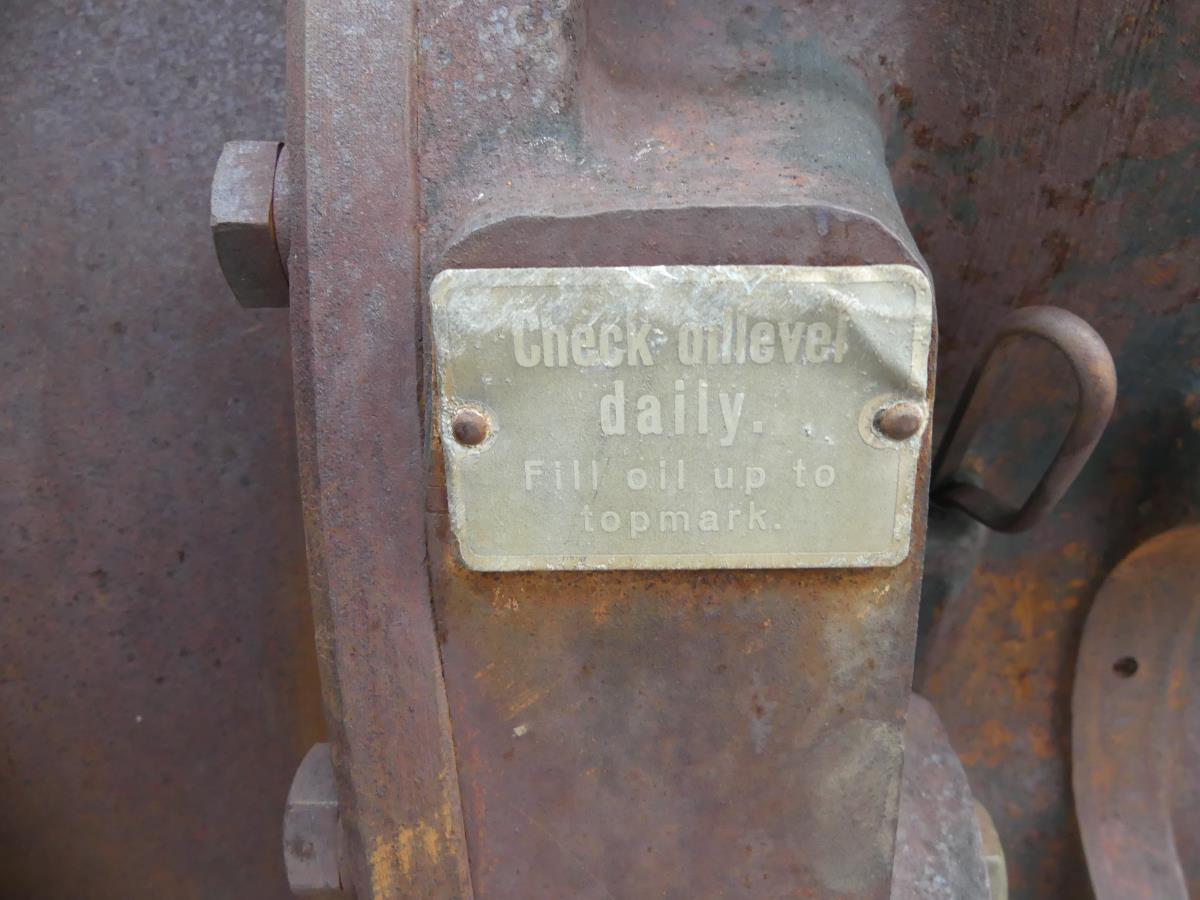 Check oillevel
daily.
Fill oil up to
topmark.